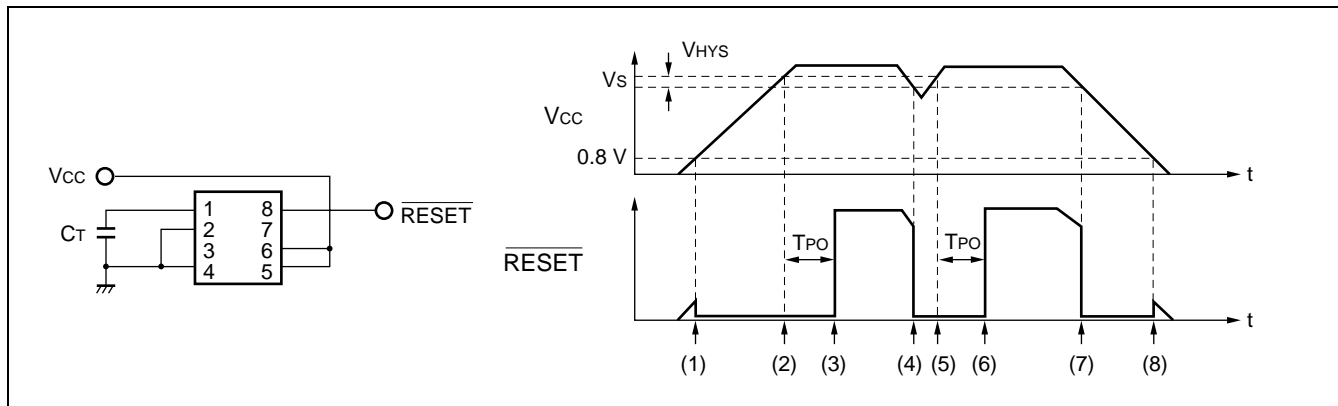 VCC
CT
1 8
2 7
3 6
4 5
RESET
VHYS
VS
VCC
0.8 V
t
RESET
TPO TPO
t
(1) (2) (3) (4) (5) (6) (7) (8)